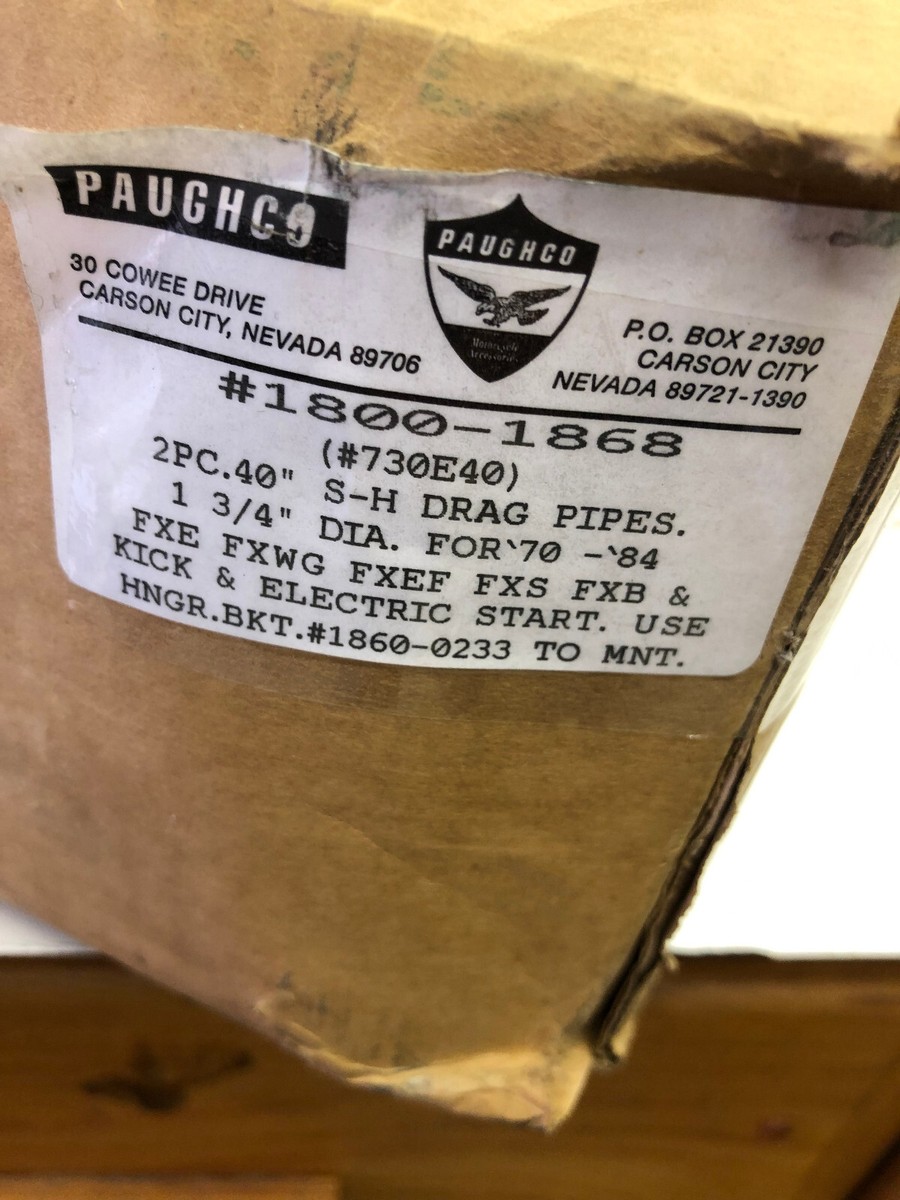 PAUGHCO
30 COWEE DRIVE
CARSON CITY, NEVADA 89706
PAUGHCO
Motorcycle
Accessories
P.O. BOX 21390
CARSON CITY
NEVADA 89721-1390
#1800-1868
(#730E40)
2PC.40" S-H DRAG PIPES.
1 3/4" DIA. FOR`70 -`84
FXE FXWG FXEF FXS FXB &
KICK & ELECTRIC START. USE
HNGR.BKT.#1860-0233 TO MNT.